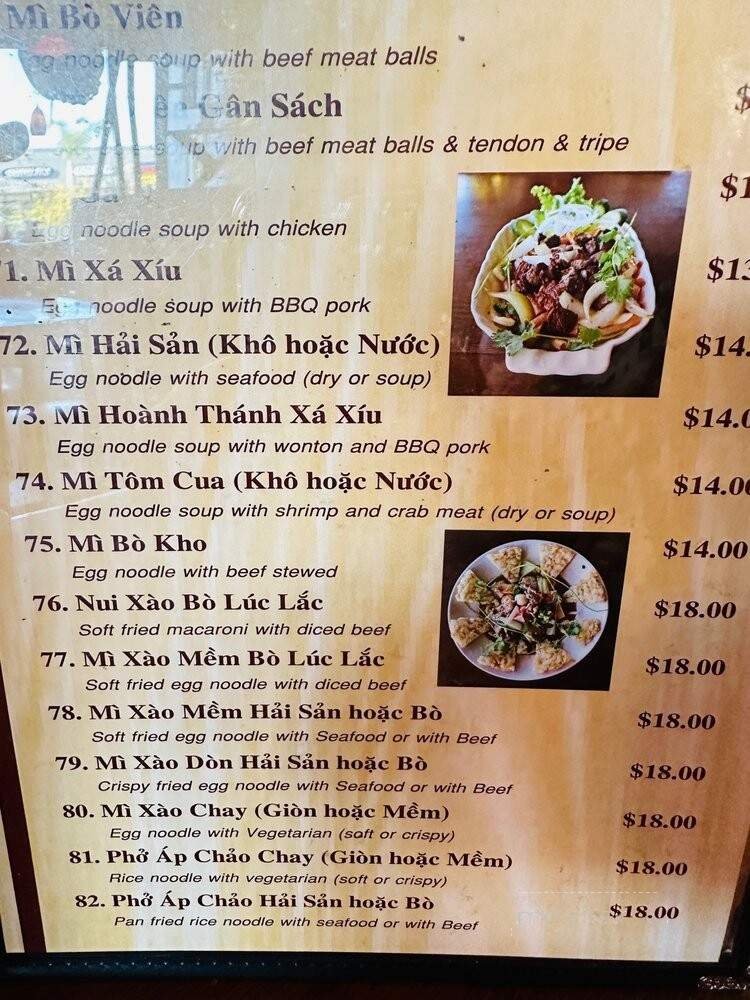 Mì Bò Viên
noodle soup with beef meat balls
Gân Sách
soup with beef meat balls & tendon & tripe
$
Gà
$1
Egg noodle soup with chicken
1. Mì Xá Xíu
$13
Egg noodle soup with BBQ pork
72. Mì Hải Sản (Khô hoặc Nước)
$14.
Egg noodle with seafood (dry or soup)
73. Mì Hoành Thánh Xá Xíu
$14.0
Egg noodle soup with wonton and BBQ pork
74. Mì Tôm Cua (Khô hoặc Nước)
$14.00
Egg noodle soup with shrimp and crab meat (dry or soup)
75. Mì Bò Kho
$14.00
Egg noodle with beef stewed
76. Nui Xào Bò Lúc Lắc
$18.00
Soft fried macaroni with diced beef
77. Mì Xào Mềm Bò Lúc Lắc
$18.00
Soft fried egg noodle with diced beef
78. Mì Xào Mềm Hải Sản hoặc Bò
$18.00
Soft fried egg noodle with Seafood or with Beef
79. Mì Xào Dòn Hải Sản hoặc Bò
$18.00
Crispy fried egg noodle with Seafood or with Beef
80. Mì Xào Chay (Giòn hoặc Mềm)
$18.00
Egg noodle with Vegetarian (soft or crispy)
81. Phở Áp Chảo Chay (Giòn hoặc Mềm)
$18.00
Rice noodle with vegetarian (soft or crispy)
82. Phở Áp Chảo Hải Sản hoặc Bò
$18.00
Pan fried rice noodle with seafood or with Beef